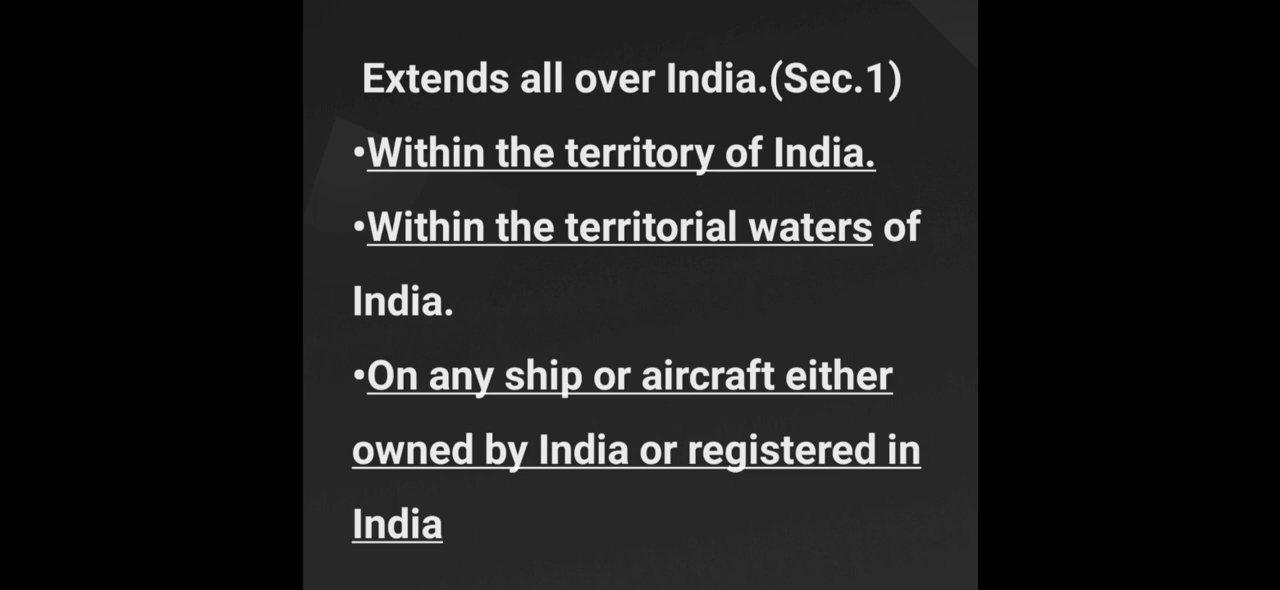 Extends all over India.(Sec.1)
•Within the territory of India.
•Within the territorial waters of
India.
•On any ship or aircraft either
owned by India or registered in
India